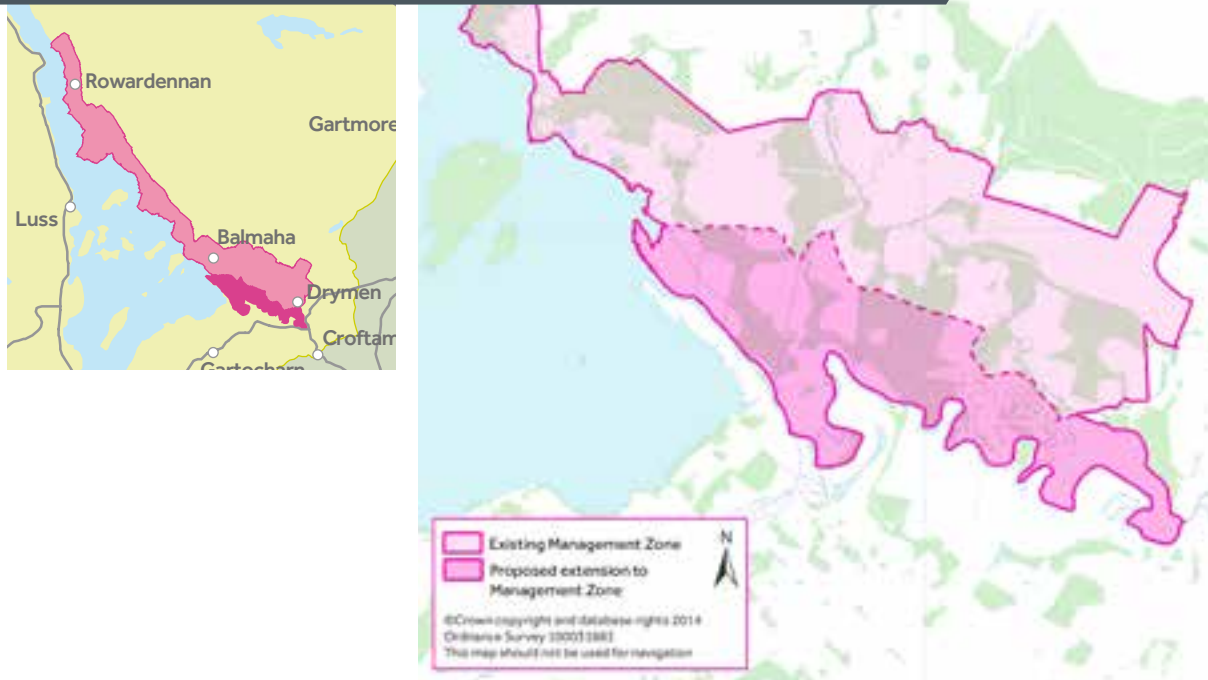 Rowardennan
Gartmore
Luss
Balmaha
Drymen
Croftam
Gartocharn
N
Existing Management Zone
Proposed extension to
Management Zone
©Crown copyright and database rights 2014
Ordnance Survey
This map should not be used for navigation